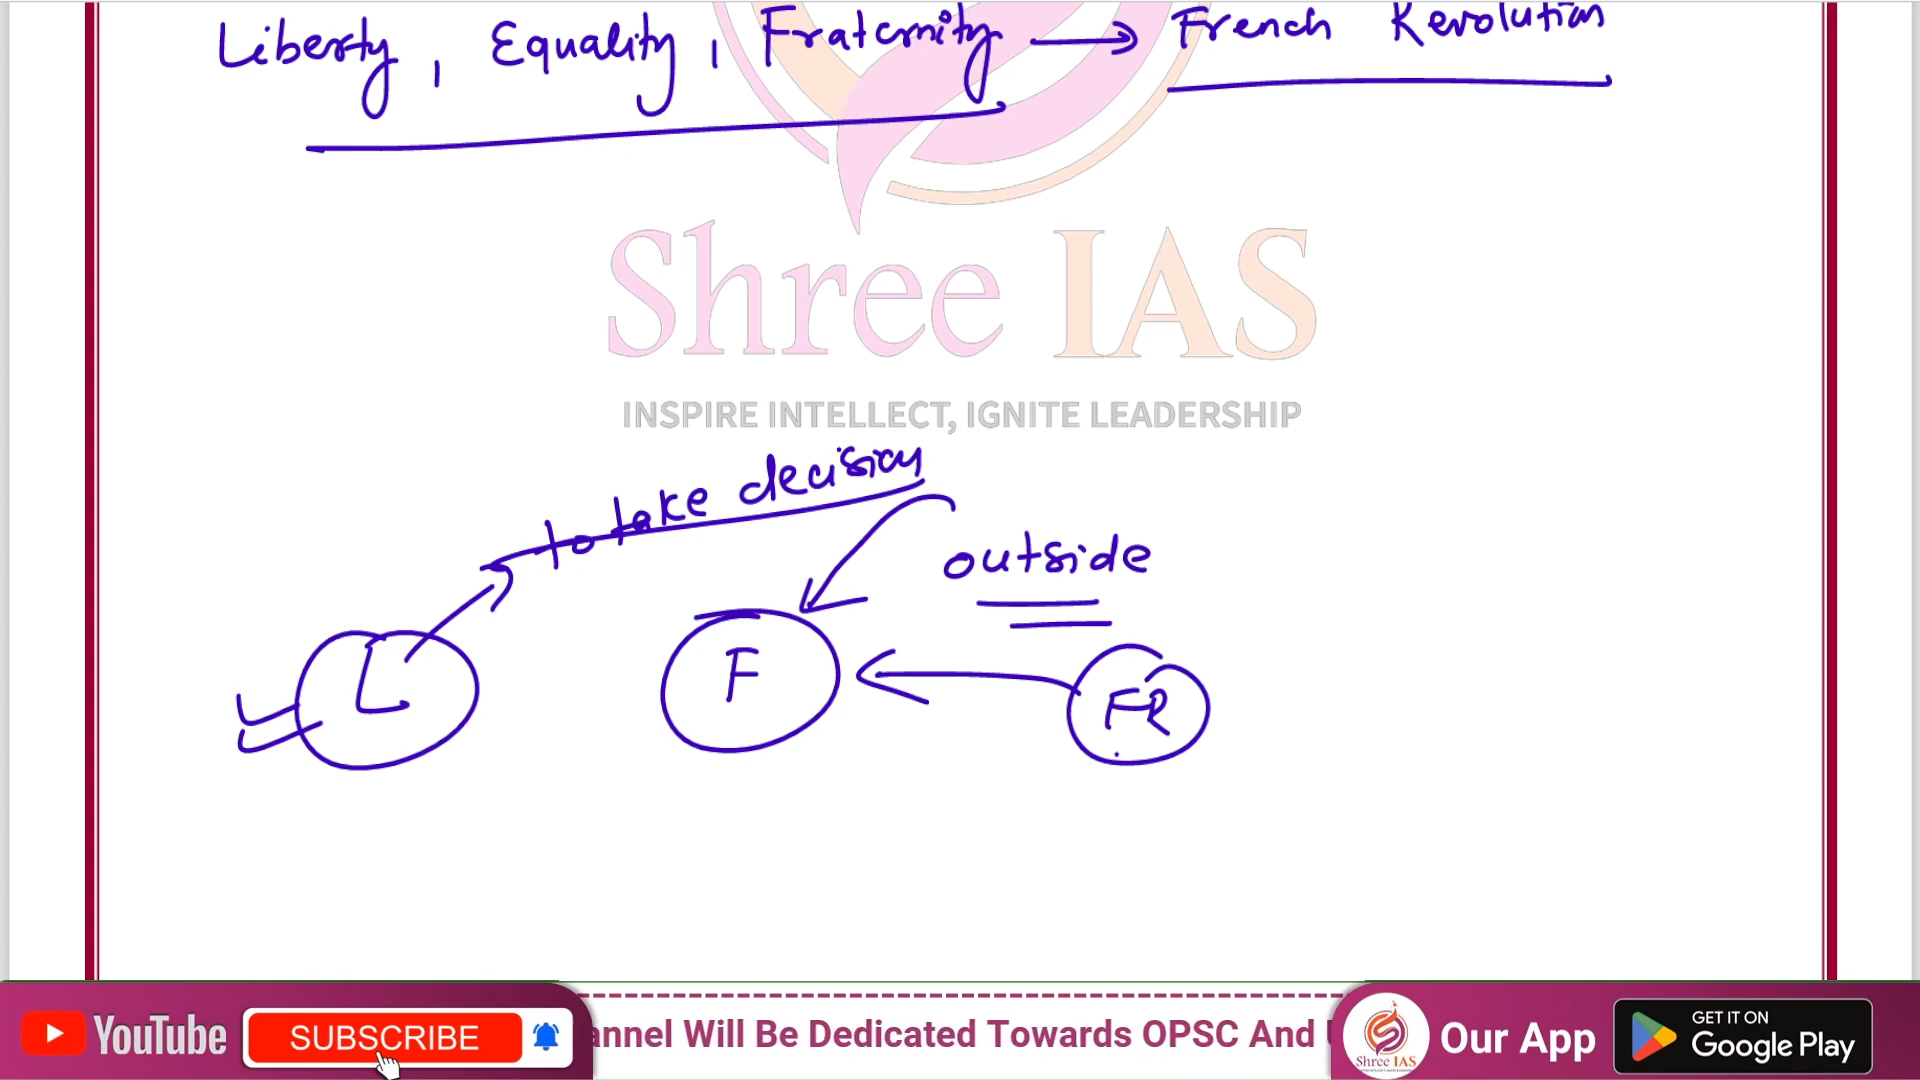 Liberty, Equality, Fraternity → French Revolution
Shree IAS
INSPIRE INTELLECT, IGNITE LEADERSHIP
to take decision
outside
L F FR
YouTube SUBSCRIBE annel Will Be Dedicated Towards OPSC And Shree IAS Our App GET IT ON Google Play